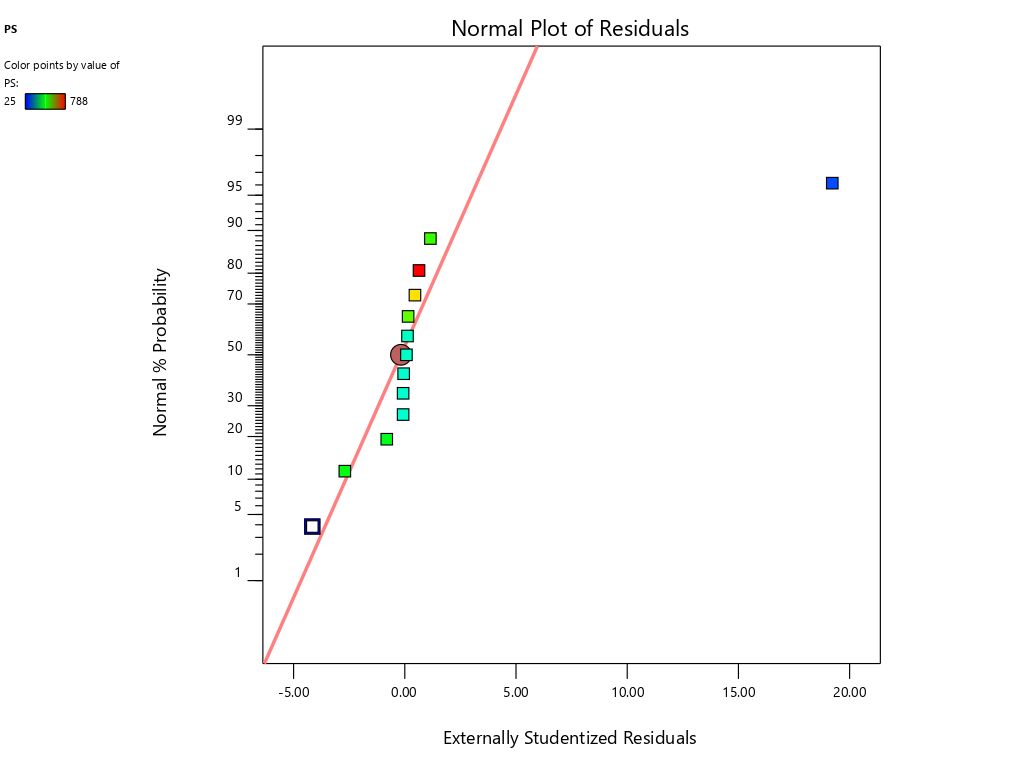 Normal Plot of Residuals
PS
Color points by value of
PS:
25 788
99
95
90
80
70
50
30
20
10
5
1
Normal % Probability
-5.00 0.00 5.00 10.00 15.00 20.00
Externally Studentized Residuals